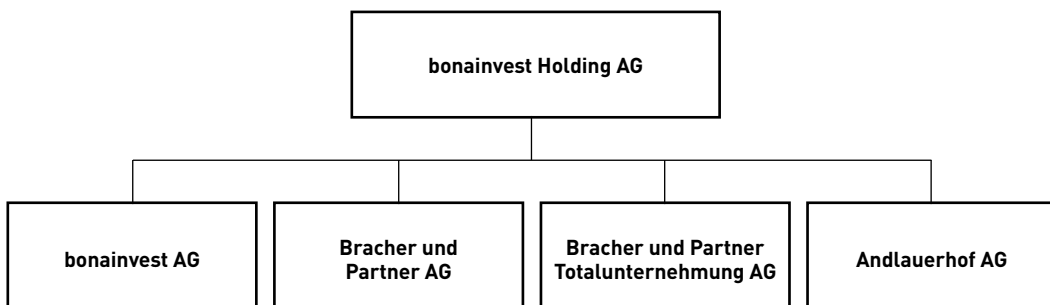 bonainvest Holding AG
bonainvest AG
Bracher und
Partner AG
Bracher und Partner
Totalunternehmung AG
Andlauerhof AG